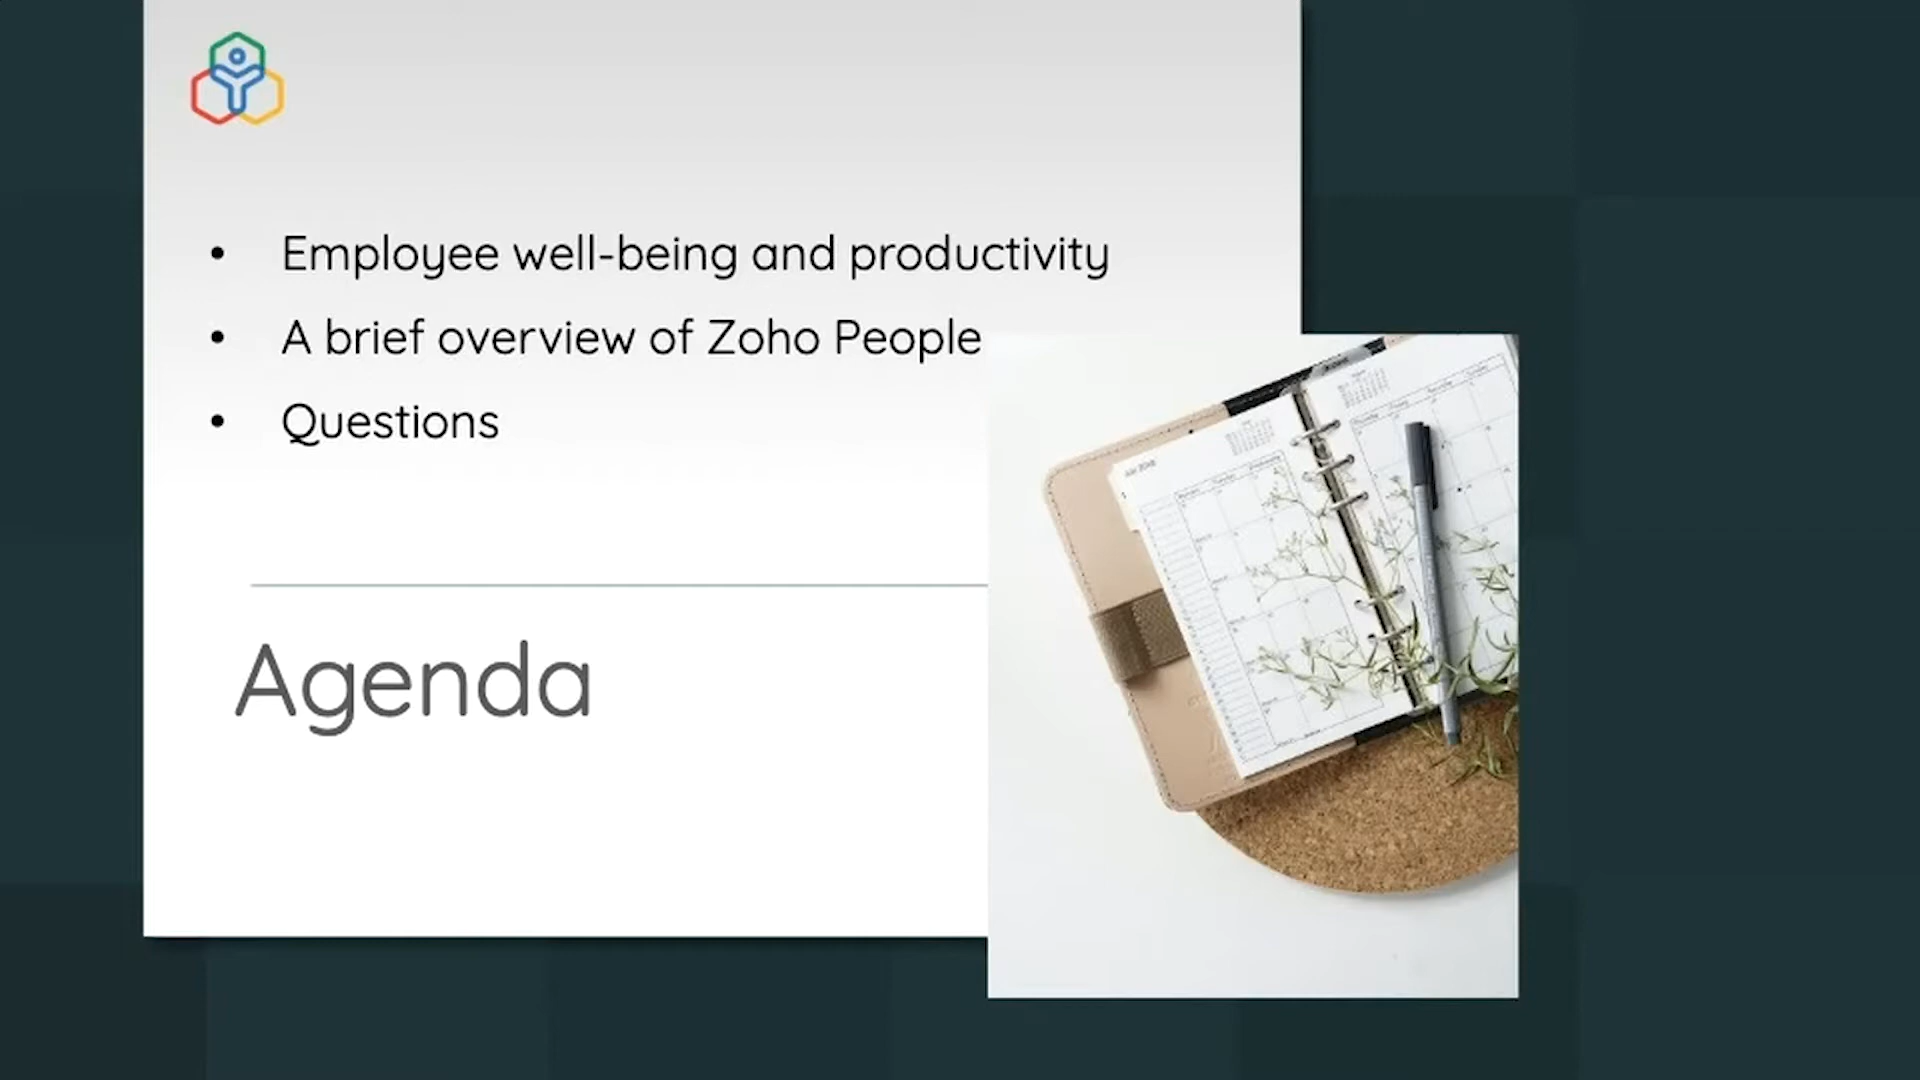 • Employee well-being and productivity
• A brief overview of Zoho People
• Questions
Agenda